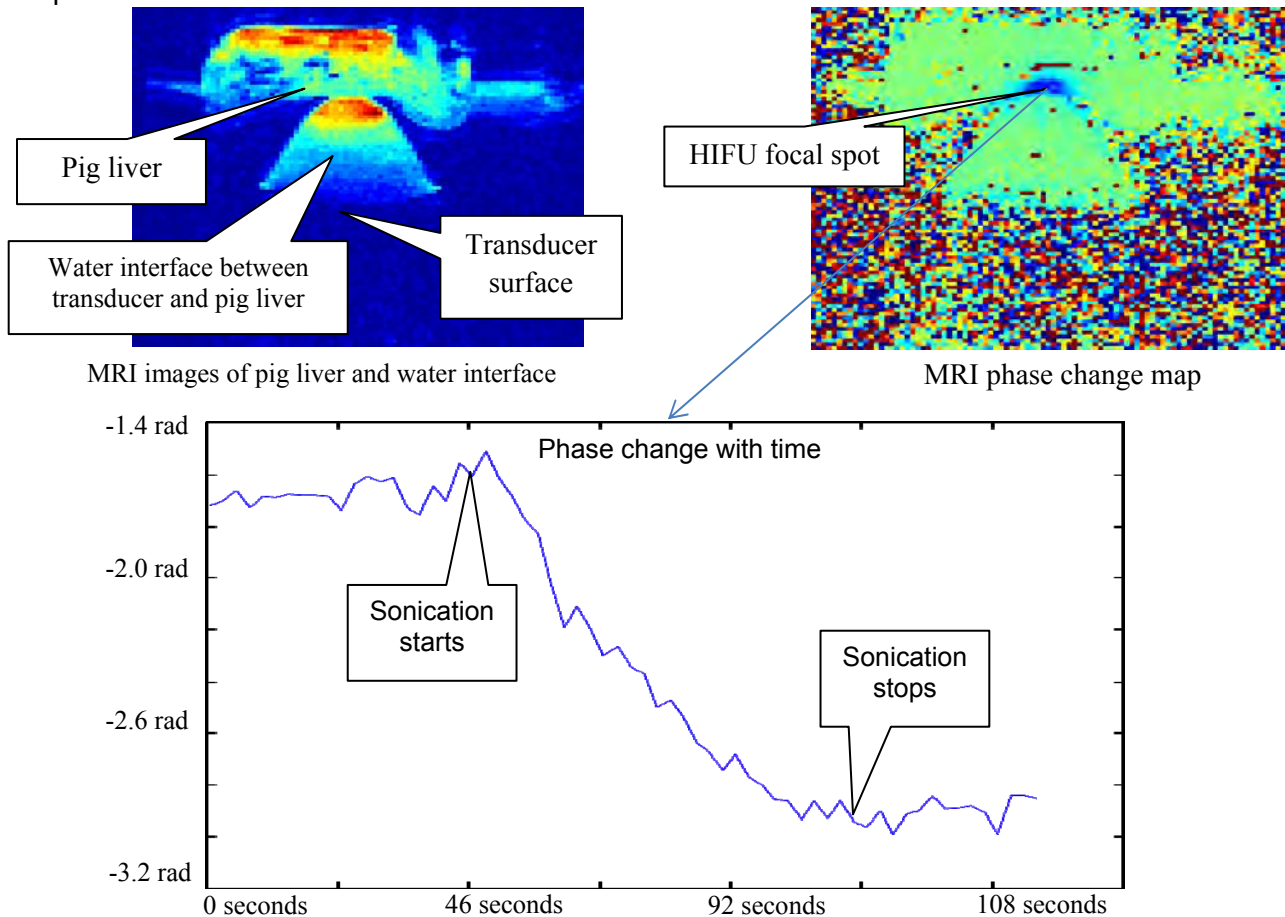 Pig liver
Water interface between
transducer and pig liver
Transducer
surface
HIFU focal spot
MRI images of pig liver and water interface
MRI phase change map
Phase change with time
-1.4 rad
-2.0 rad
-2.6 rad
-3.2 rad
Sonication
starts
Sonication
stops
0 seconds
46 seconds
92 seconds
108 seconds